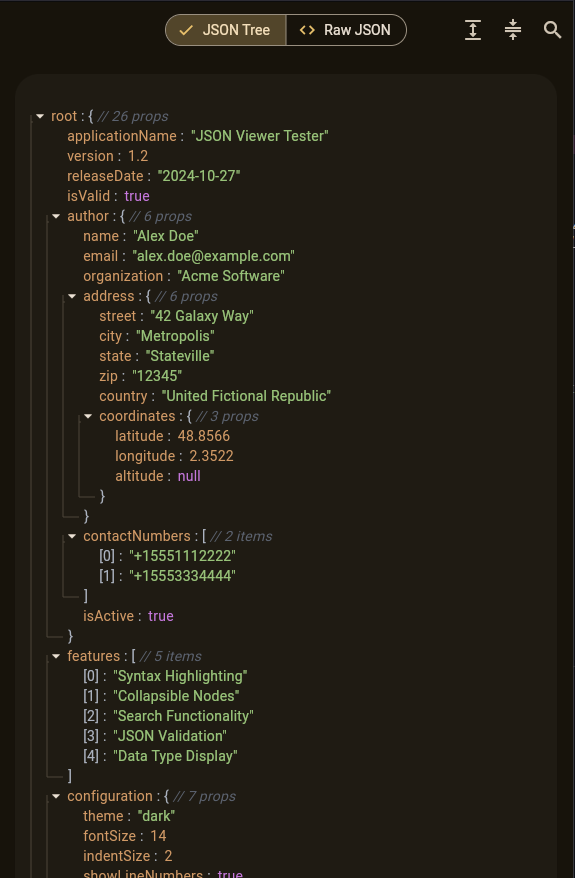 JSON Tree Raw JSON
root : { // 26 props
applicationName : "JSON Viewer Tester"
version : 1.2
releaseDate : "2024-10-27"
isValid : true
author : { // 6 props
name : "Alex Doe"
email : "alex.doe@example.com"
organization : "Acme Software"
address : { // 6 props
street : "42 Galaxy Way"
city : "Metropolis"
state : "Stateville"
zip : "12345"
country : "United Fictional Republic"
coordinates : { // 3 props
latitude : 48.8566
longitude : 2.3522
altitude : null
}
}
contactNumbers : [ // 2 items
[0] : "+15551112222"
[1] : "+15553334444"
]
isActive : true
}
features : [ // 5 items
[0] : "Syntax Highlighting"
[1] : "Collapsible Nodes"
[2] : "Search Functionality"
[3] : "JSON Validation"
[4] : "Data Type Display"
]
configuration : { // 7 props
theme : "dark"
fontSize : 14
indentSize : 2
showLineNumbers : true